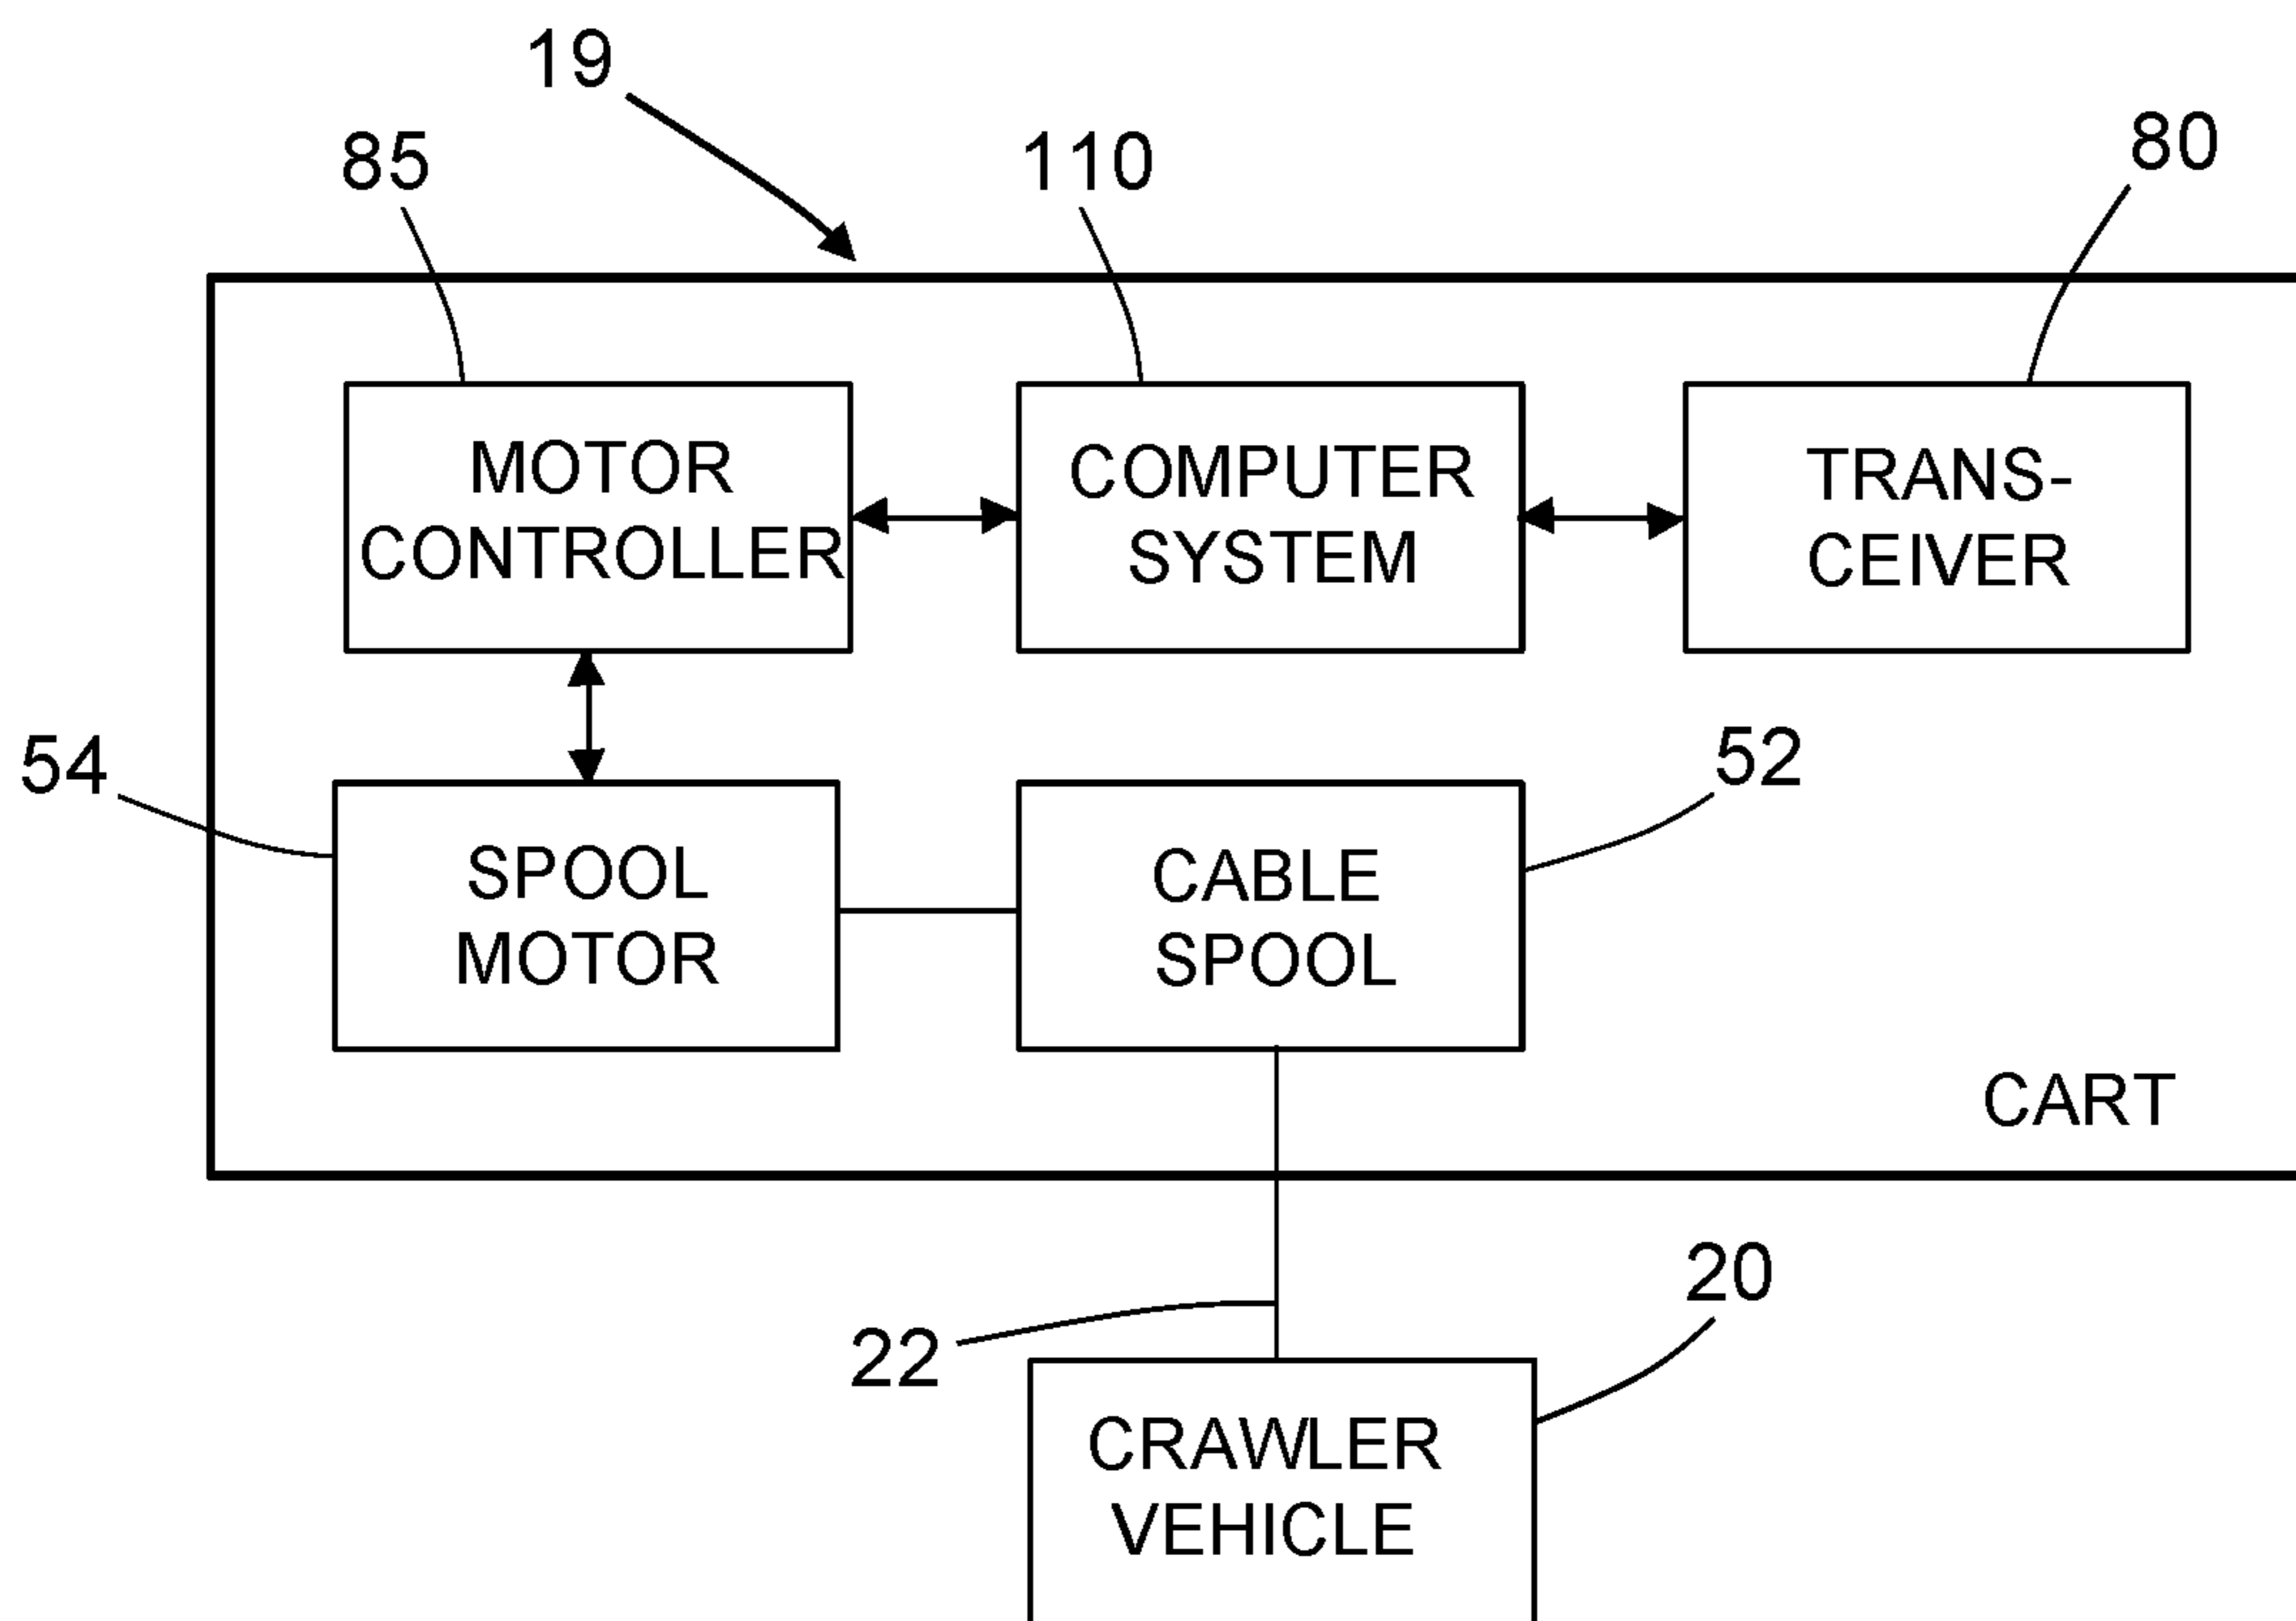 19
85
110
80
MOTOR
CONTROLLER
COMPUTER
SYSTEM
TRANS-
CEIVER
54
52
SPOOL
MOTOR
CABLE
SPOOL
CART
20
22
CRAWLER
VEHICLE